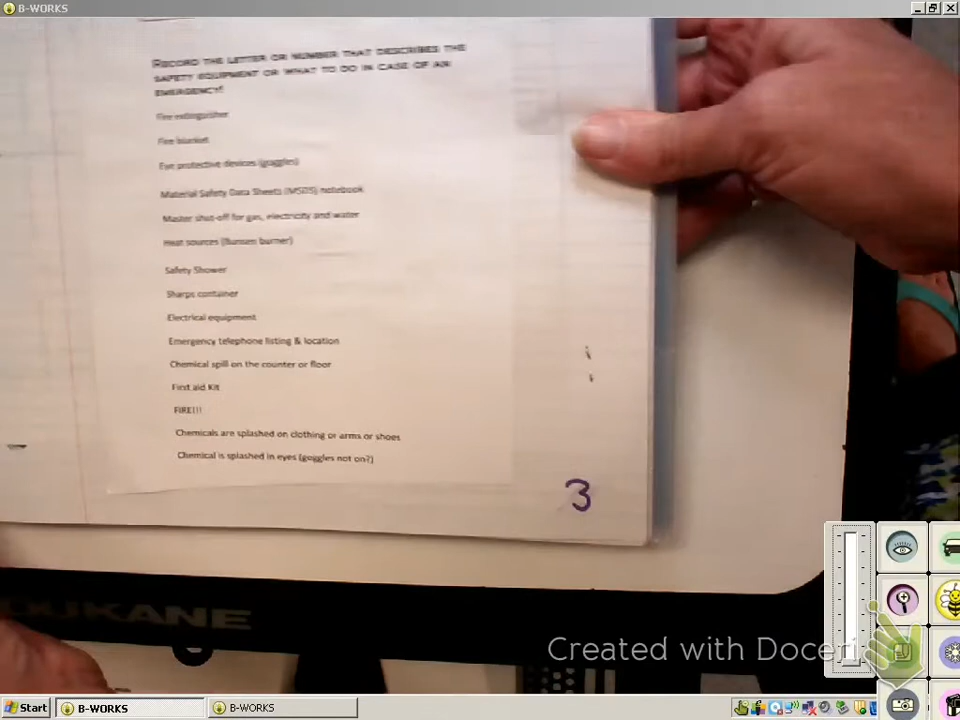 B-WORKS
RECORD THE LETTER OR NUMBER THAT DESCRIBES THE
SAFETY EQUIPMENT OR WHAT TO DO IN CASE OF AN
EMERGENCY!
Fire extinguisher
Fire blanket
Eye protective devices (goggles)
Material Safety Data Sheets (MSDS) notebook
Master shut-off for gas, electricity and water
Heat sources (Bunsen burner)
Safety Shower
Sharps container
Electrical equipment
Emergency telephone listing & location
Chemical spill on the counter or floor
First aid Kit
FIRE!!!
Chemicals are splashed on clothing or arms or shoes
Chemical is splashed in eyes (goggles not on?)
3
DUKANE
Created with Doceri
Start
B-WORKS
B-WORKS